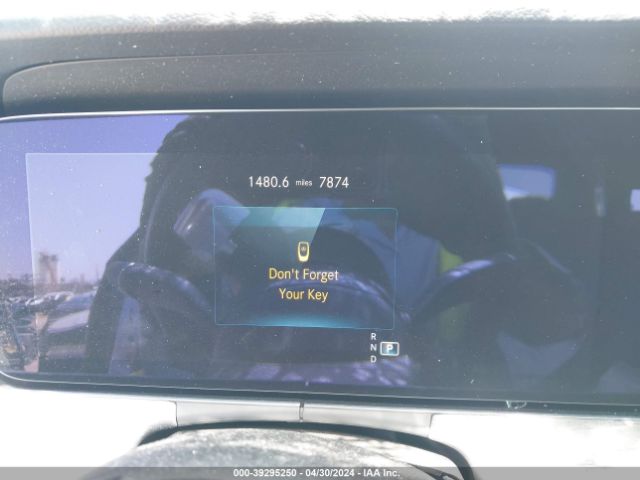 1480.6 miles 7874
Don't Forget
Your Key
R
N P
D
000-39295250 - 04/30/2024 - IAA Inc.